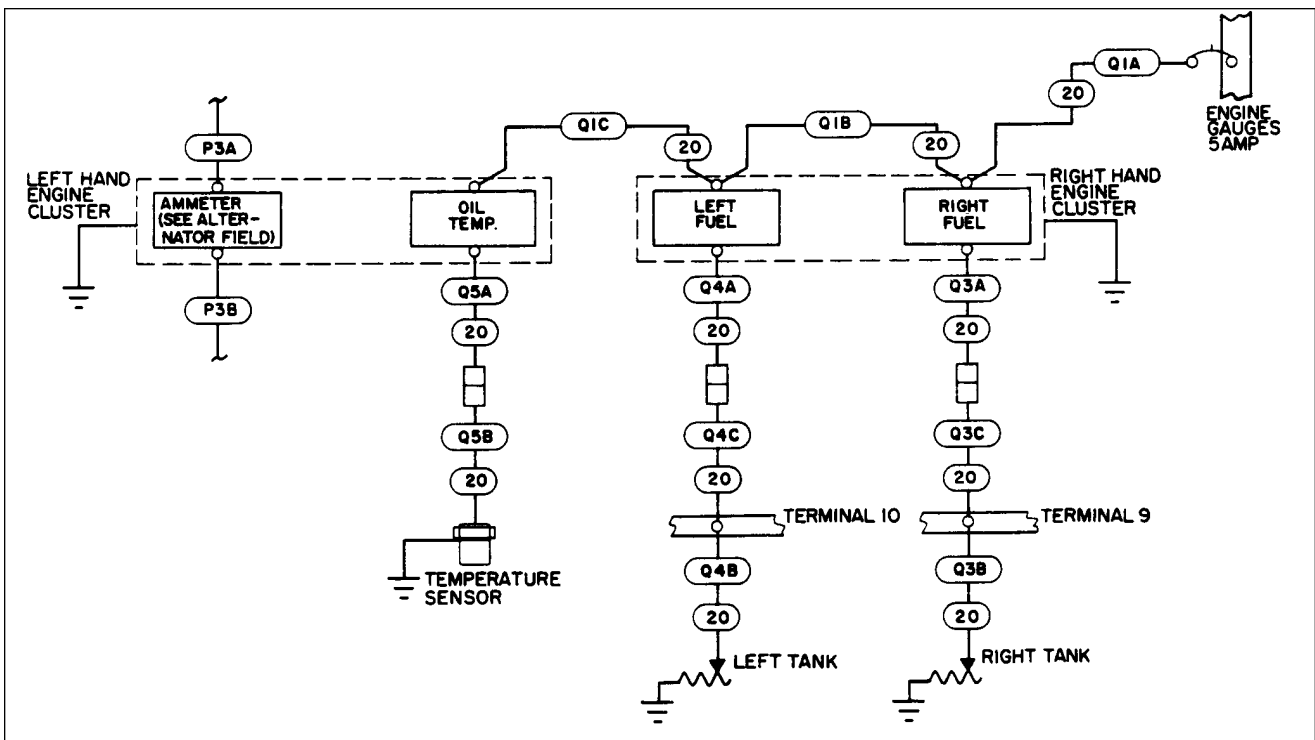 Q1A
20
ENGINE
GAUGES
5AMP
Q1C
20
Q1B
20
P3A
LEFT HAND
ENGINE
CLUSTER
AMMETER
(SEE ALTER-
NATOR FIELD)
OIL
TEMP.
LEFT
FUEL
RIGHT
FUEL
RIGHT HAND
ENGINE
CLUSTER
P3B
Q5A
20
Q5B
20
TEMPERATURE
SENSOR
Q4A
20
Q4C
20
TERMINAL 10
Q4B
20
LEFT TANK
Q3A
20
Q3C
20
TERMINAL 9
Q3B
20
RIGHT TANK